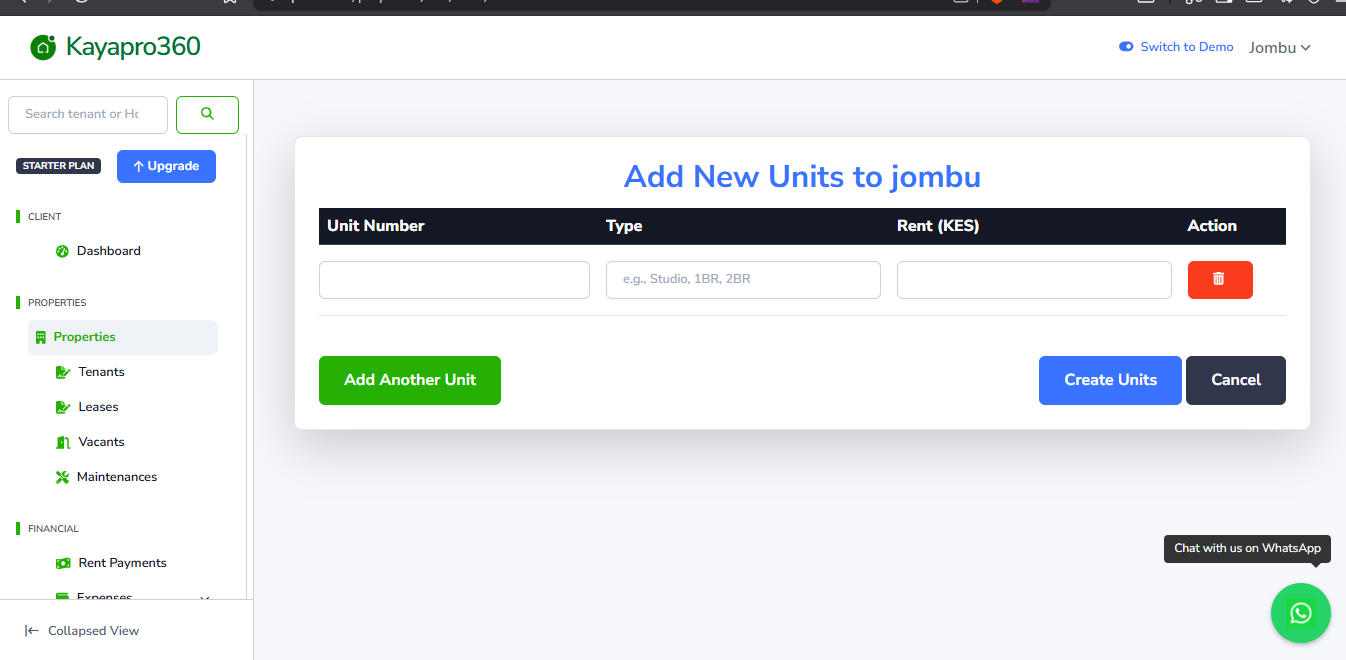 Kayapro360
Switch to Demo
Jombu
Search tenant or Ho
STARTER PLAN
Upgrade
CLIENT
Dashboard
PROPERTIES
Properties
Tenants
Leases
Vacants
Maintenances
FINANCIAL
Rent Payments
Expenses
Collapsed View
Add New Units to jombu
Unit Number Type Rent (KES) Action
e.g., Studio, 1BR, 2BR
Add Another Unit
Create Units
Cancel
Chat with us on WhatsApp